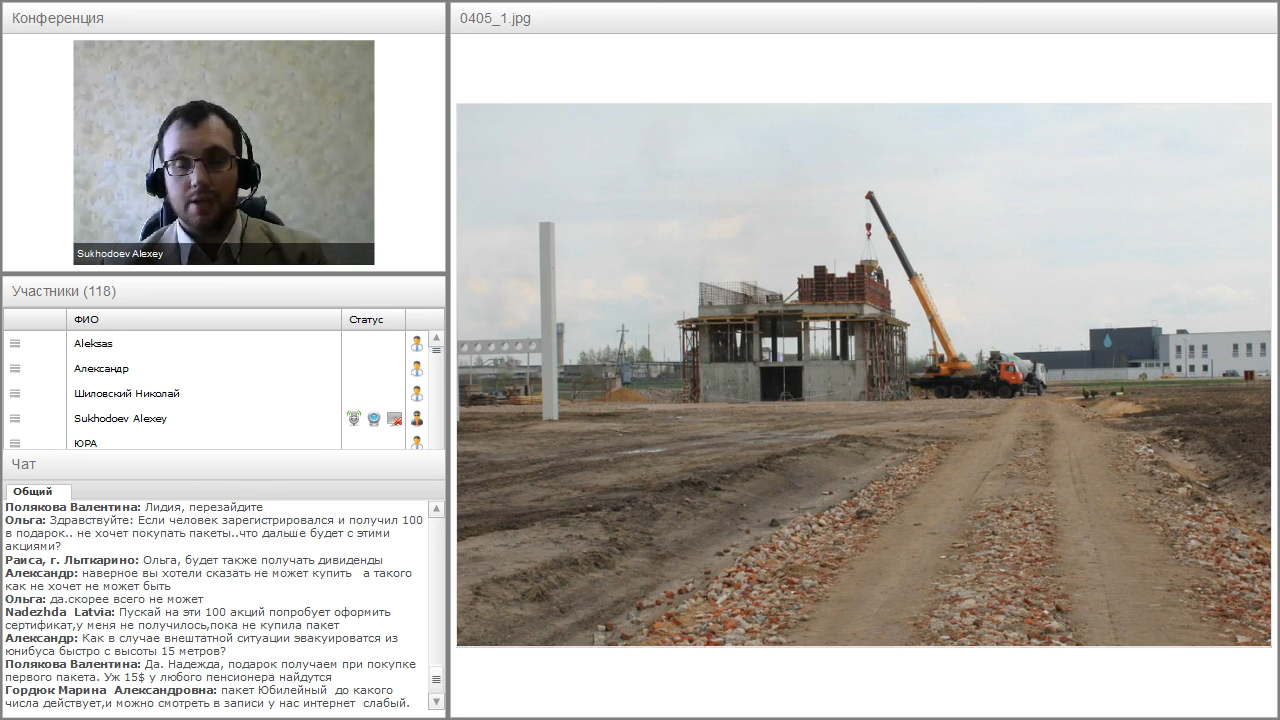 Конференция
0405_1.jpg
Sukhodoev Alexey
Участники (118)
ФИО
Статус
Aleksas
Александр
Шиловский Николай
Sukhodoev Alexey
ЮРА
Чат
Общий
Полякова Валентина: Лидия, перезайдите
Ольга: Здравствуйте: Если человек зарегистрировался и получил 100
в подарок.. не хочет покупать пакеты..что дальше будет с этими
акциями?
Раиса, г. Лыткарино: Ольга, будет также получать дивиденды
Александр: наверное вы хотели сказать не может купить а такого
как не хочет не может быть
Ольга: да.скорее всего не может
Nadezhda Latvia: Пускай на эти 100 акций попробует оформить
сертификат,у меня не получилось,пока не купила пакет
Александр: Как в случае внештатной ситуации эвакуироватся из
юнибуса быстро с высоты 15 метров?
Полякова Валентина: Да. Надежда, подарок получаем при покупке
первого пакета. Уж 15$ у любого пенсионера найдутся
Гордюк Марина Александровна: пакет Юбилейный до какого
числа действует,и можно смтреть в записи у нас интернет слабый.